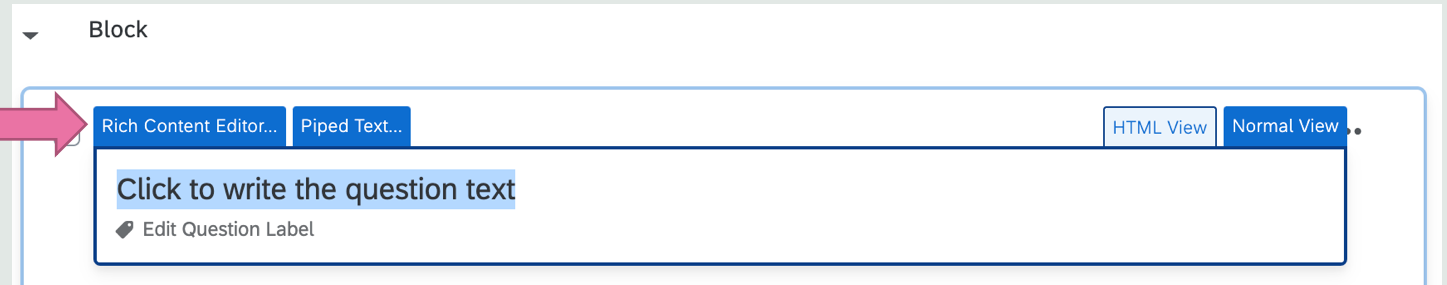 Block
Rich Content Editor... Piped Text... HTML View Normal View
Click to write the question text
Edit Question Label